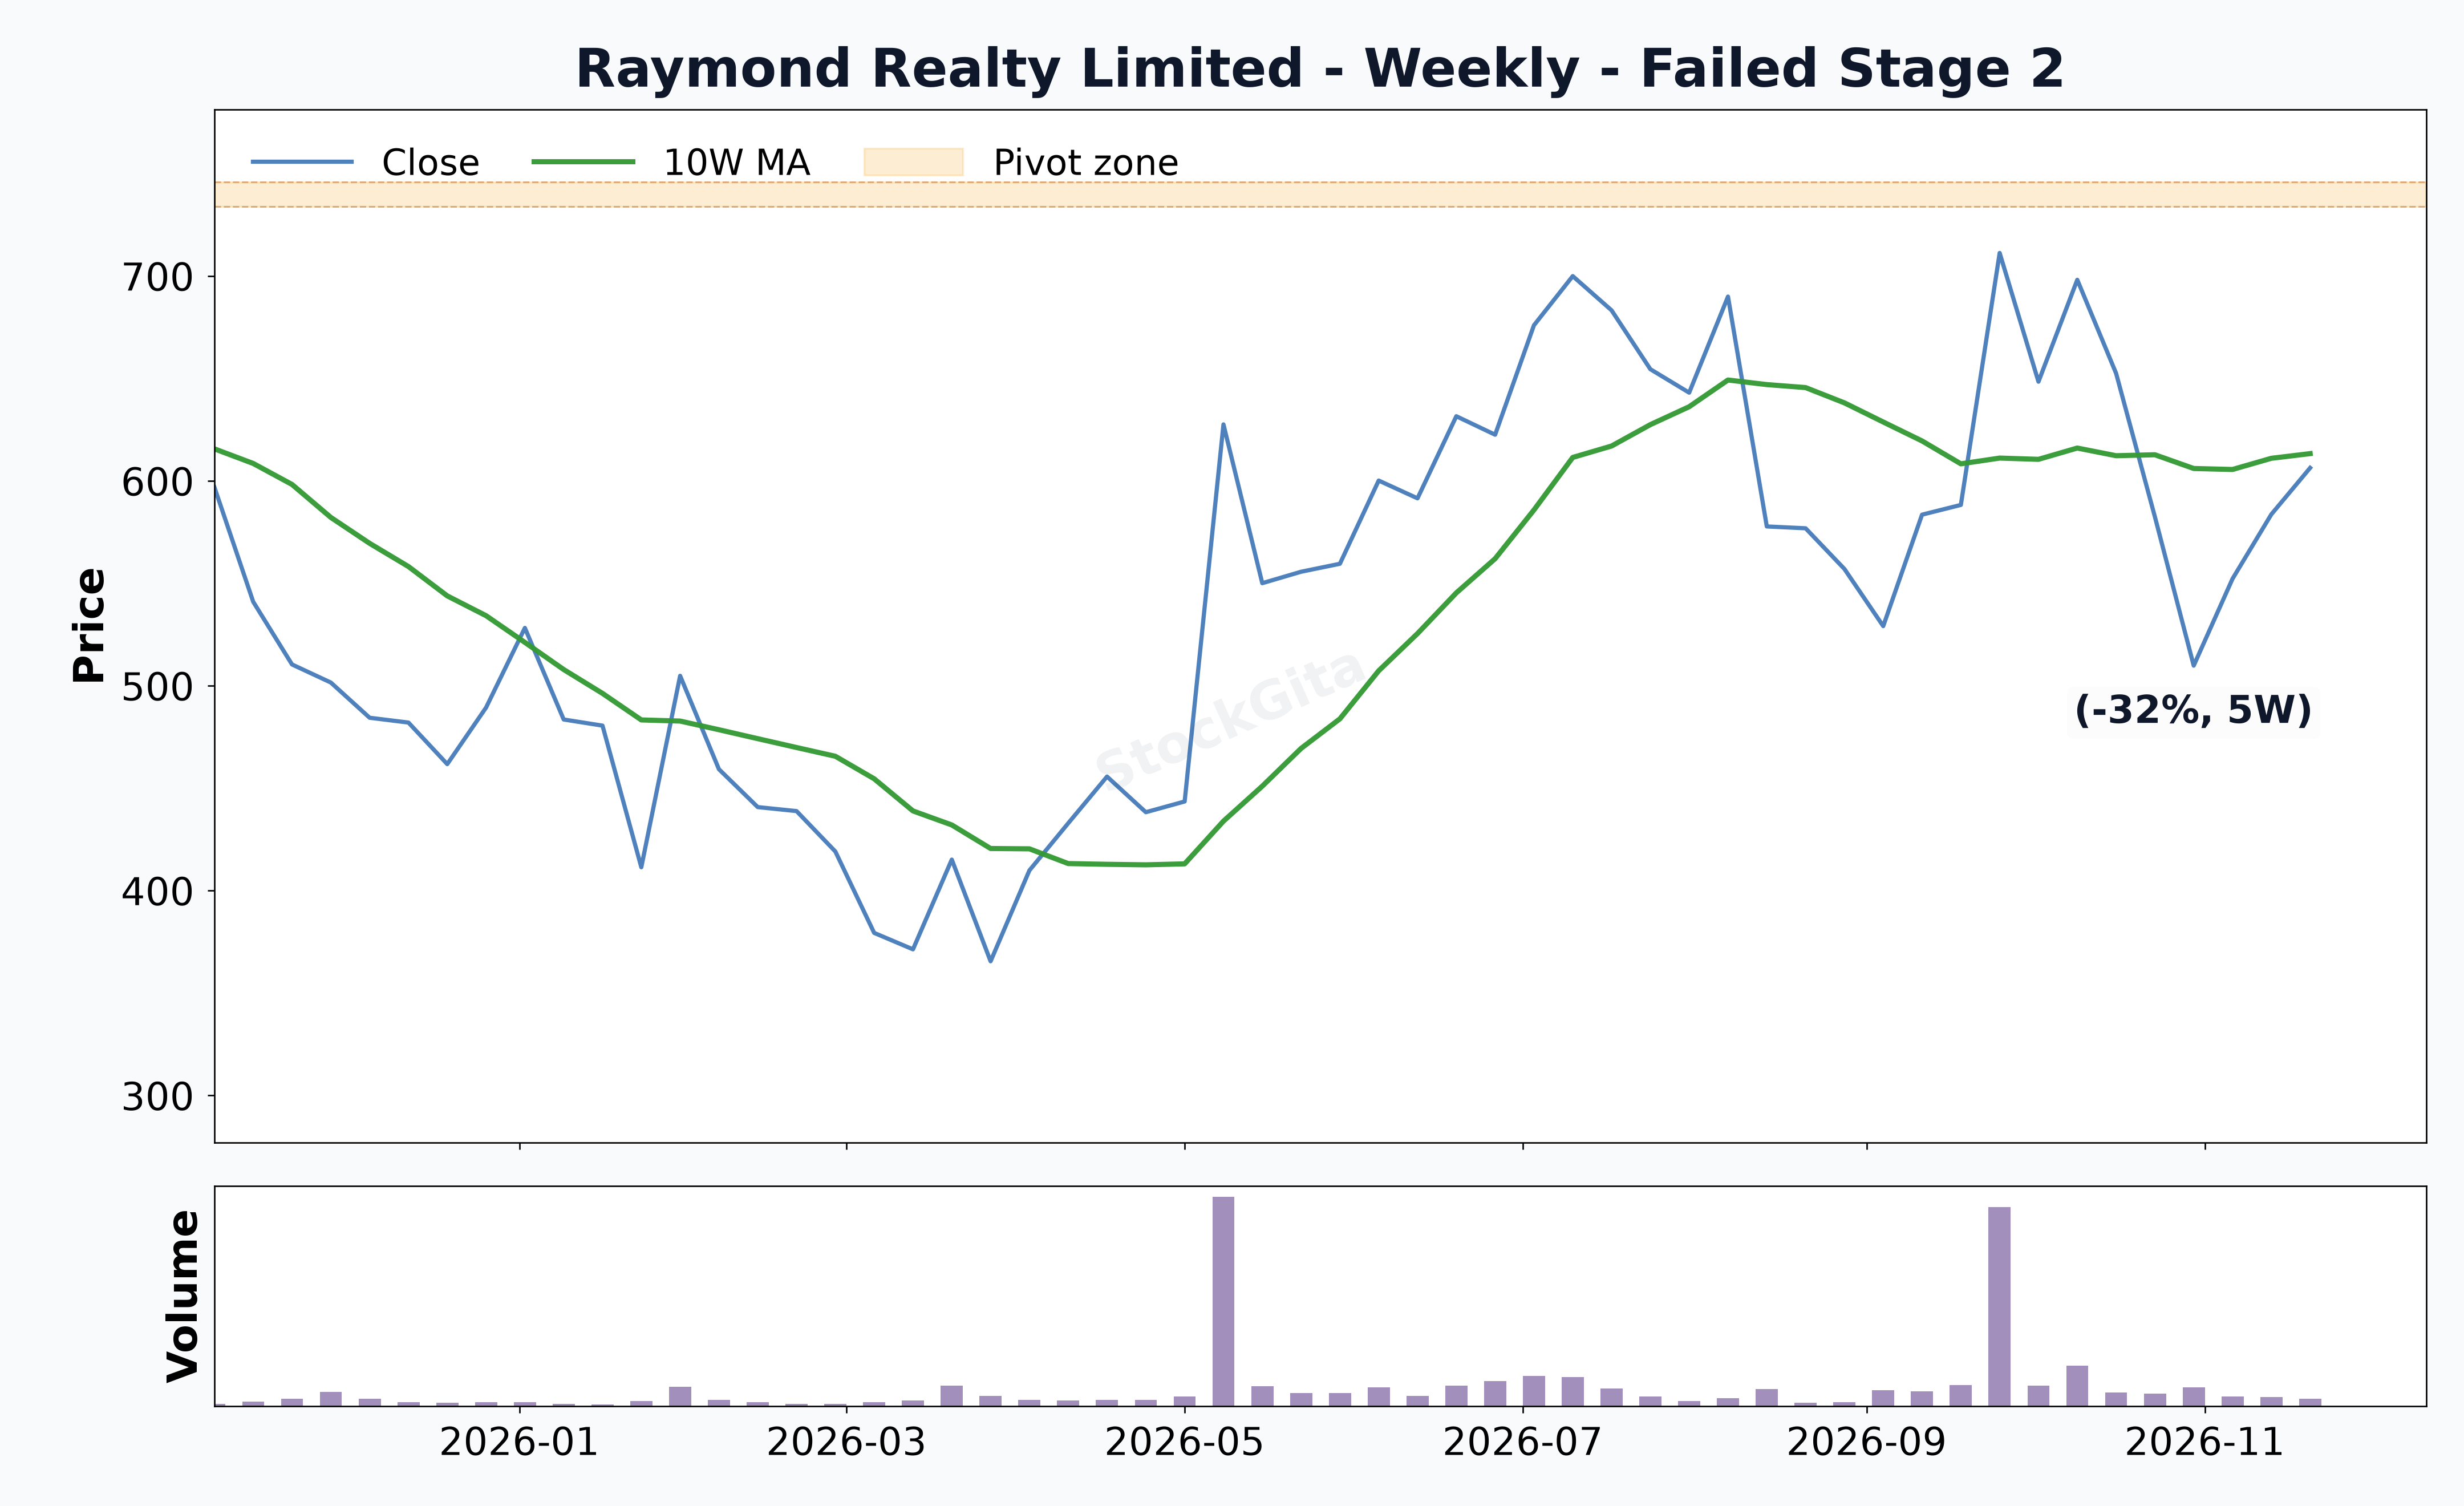 Raymond Realty Limited - Weekly - Failed Stage 2
Close
10W MA
Pivot zone
700
600
500
400
300
Price
StockGita
(-32%, 5W)
Volume
2026-01
2026-03
2026-05
2026-07
2026-09
2026-11